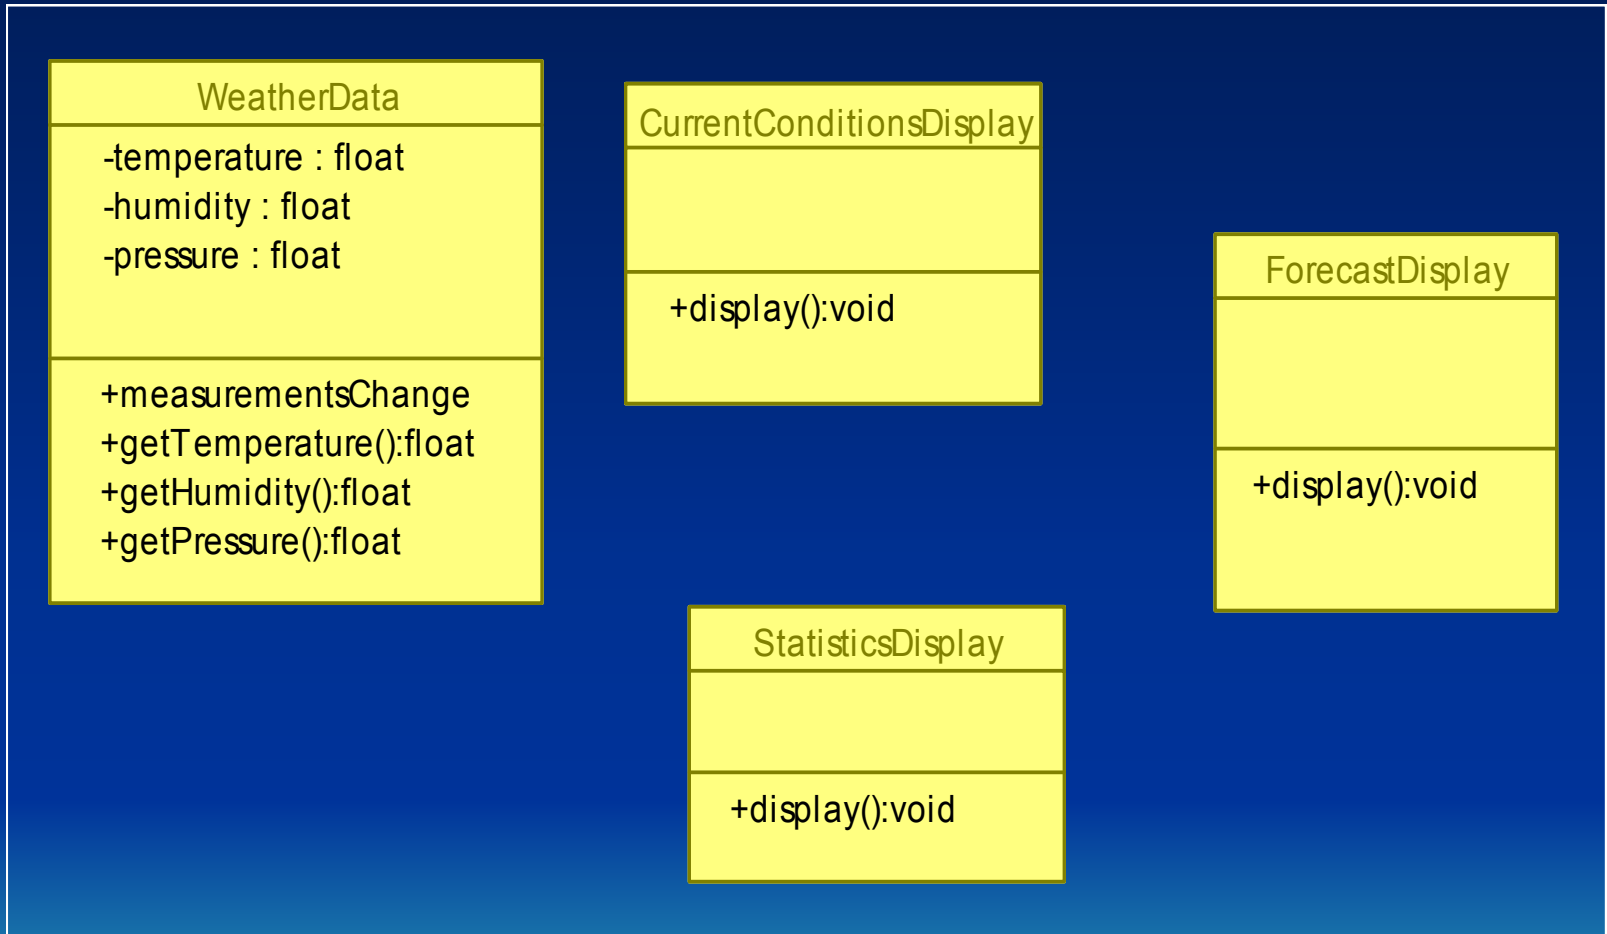 WeatherData
-temperature : float
-humidity : float
-pressure : float
+measurementsChange
+getTemperature():float
+getHumidity():float
+getPressure():float
CurrentConditionsDisplay
+display():void
ForecastDisplay
+display():void
StatisticsDisplay
+display():void